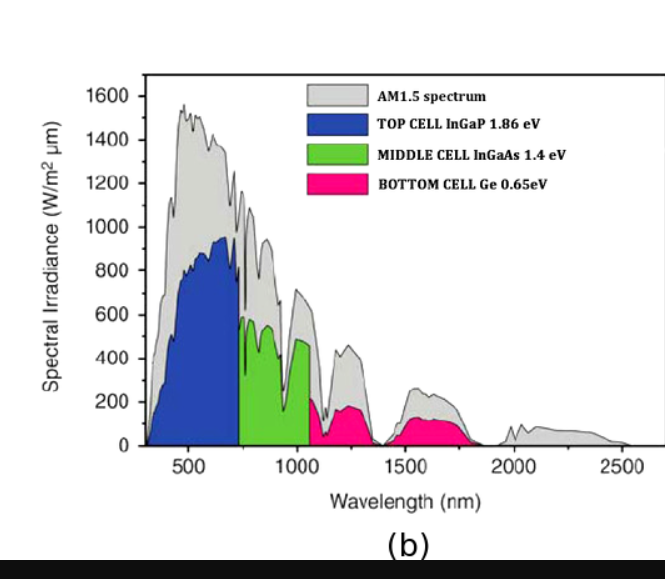 1600
1400
1200
1000
800
600
400
200
0
Spectral Irradiance (W/m² μm)
AM1.5 spectrum
TOP CELL InGaP 1.86 eV
MIDDLE CELL InGaAs 1.4 eV
BOTTOM CELL Ge 0.65eV
500 1000 1500 2000 2500
Wavelength (nm)
(b)